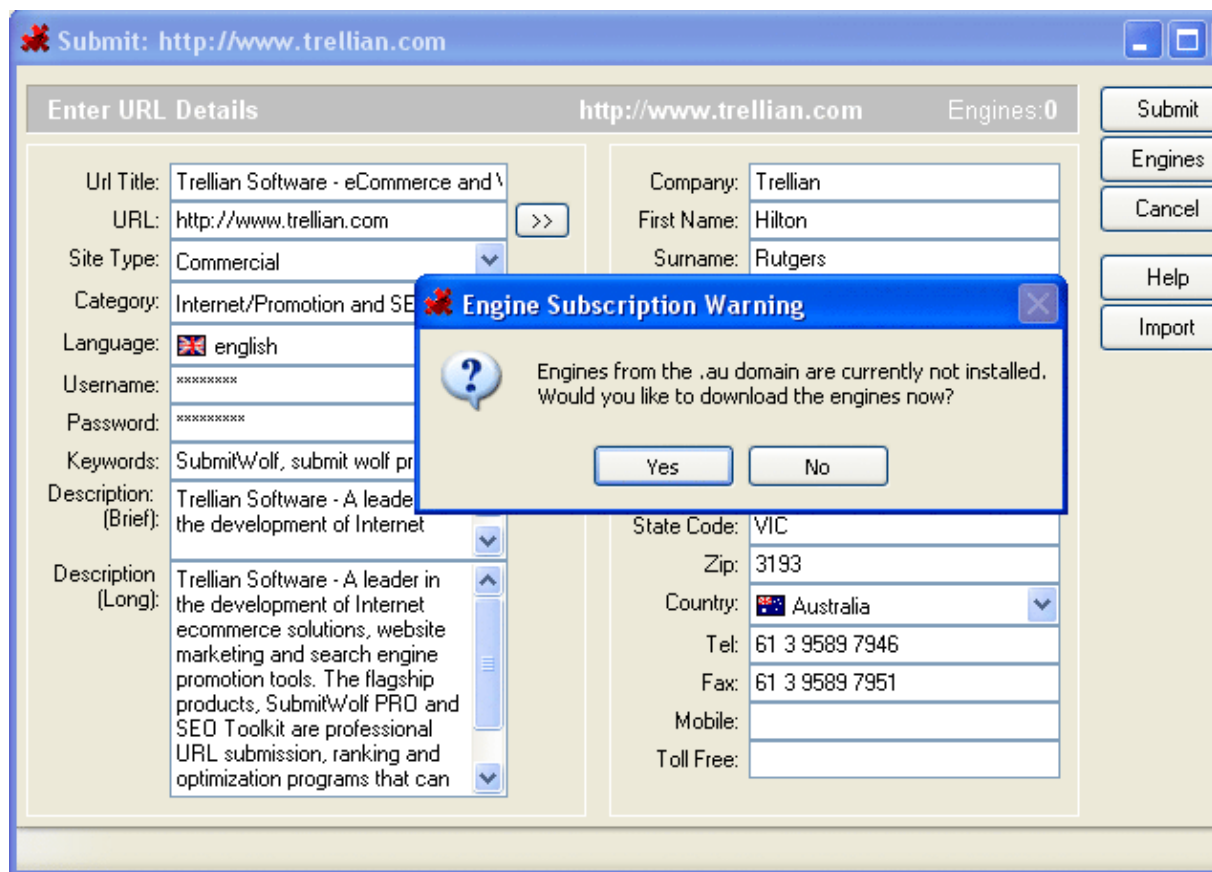 Submit: http://www.trellian.com
Enter URL Details http://www.trellian.com Engines:0
Url Title: Trellian Software - eCommerce and
URL: http://www.trellian.com >>
Site Type: Commercial
Category: Internet/Promotion and SE
Language: english
Username: ********
Password: *********
Keywords: SubmitWolf, submit wolf pr
Description: (Brief): Trellian Software - A leade
the development of Internet
Description (Long): Trellian Software - A leader in
the development of Internet
ecommerce solutions, website
marketing and search engine
promotion tools. The flagship
products, SubmitWolf PRO and
SEO Toolkit are professional
URL submission, ranking and
optimization programs that can
Company: Trellian
First Name: Hilton
Surname: Rutgers
Engine Subscription Warning
Engines from the .au domain are currently not installed.
Would you like to download the engines now?
Yes No
State Code: VIC
Zip: 3193
Country: Australia
Tel: 61 3 9589 7946
Fax: 61 3 9589 7951
Mobile:
Toll Free:
Submit
Engines
Cancel
Help
Import